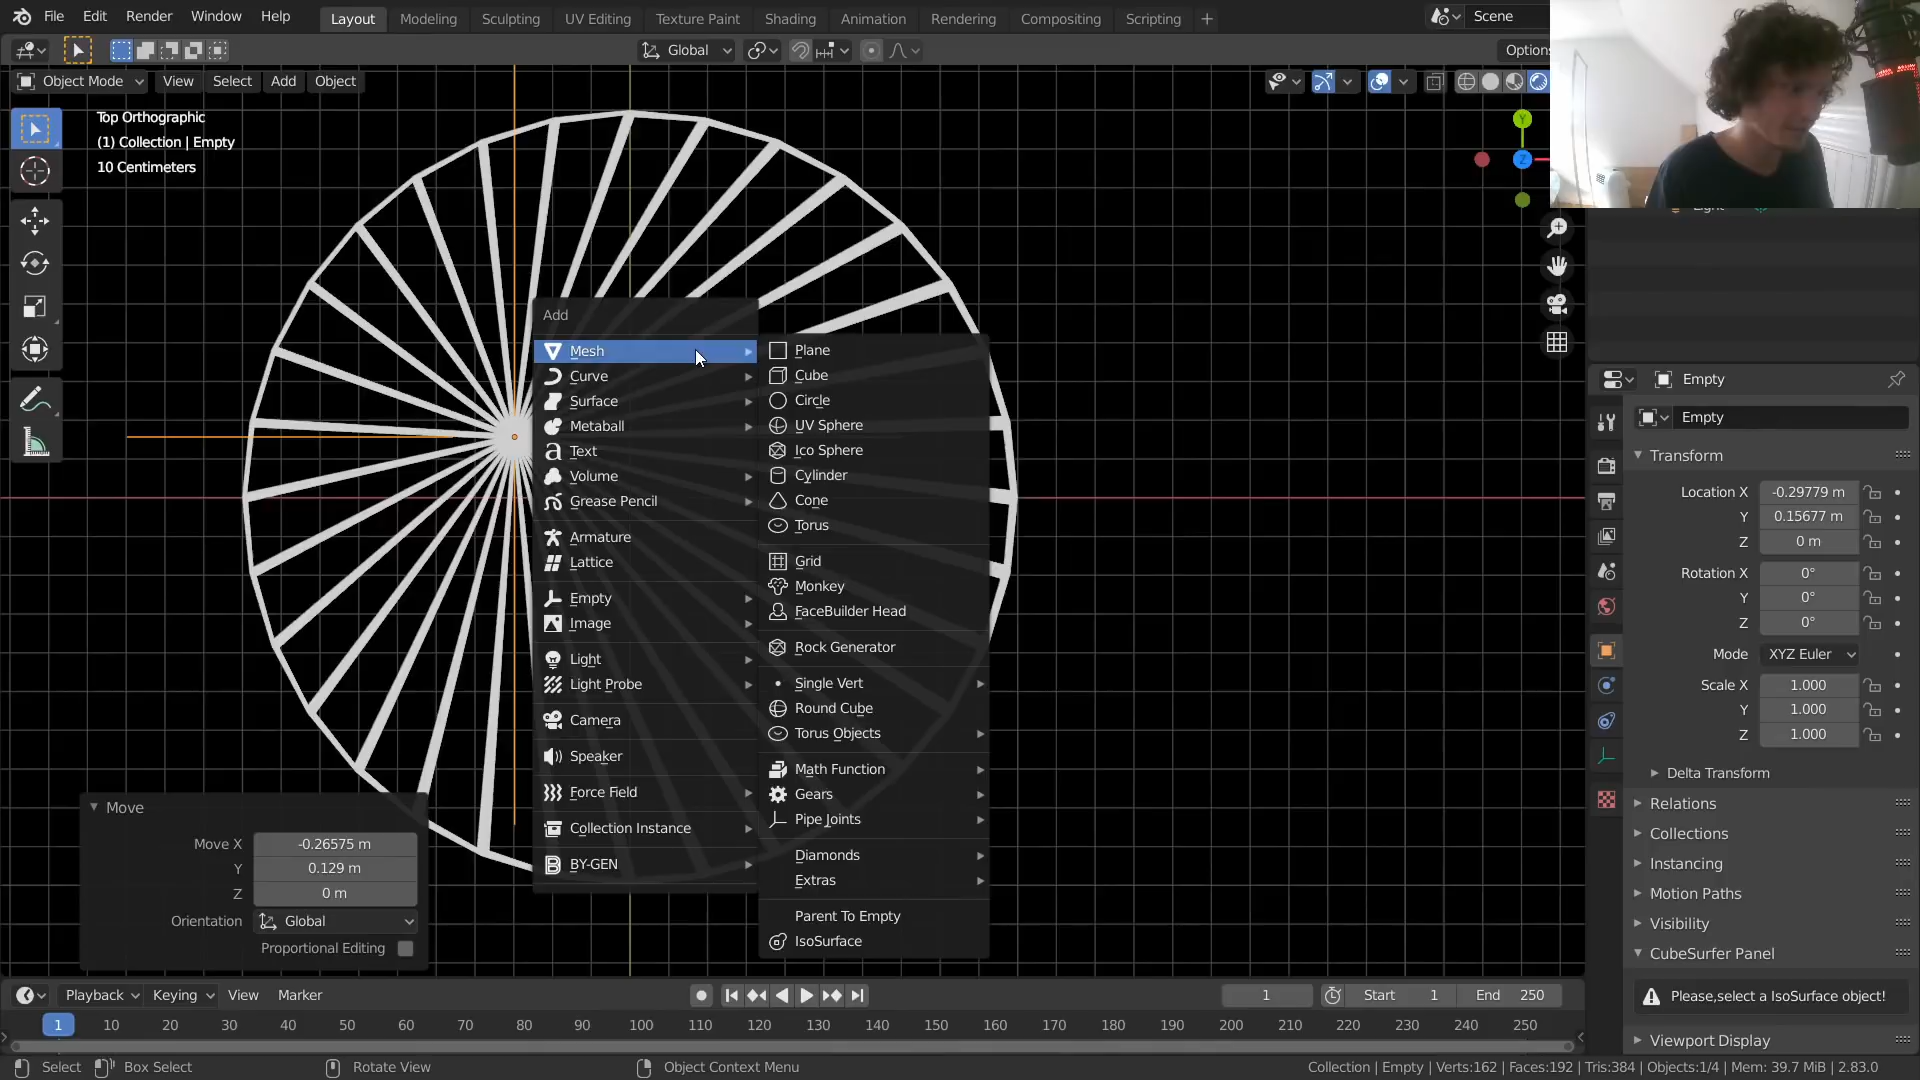 File Edit Render Window Help Layout Modeling Sculpting UV Editing Texture Paint Shading Animation Rendering Compositing Scripting + Scene
Global Options
Object Mode View Select Add Object
Top Orthographic
(1) Collection | Empty
10 Centimeters
Y
Z
Add
Mesh
Curve
Surface
Metaball
Text
Volume
Grease Pencil
Armature
Lattice
Empty
Image
Light
Light Probe
Camera
Speaker
Force Field
Collection Instance
BY-GEN
Plane
Cube
Circle
UV Sphere
Ico Sphere
Cylinder
Cone
Torus
Grid
Monkey
FaceBuilder Head
Rock Generator
Single Vert
Round Cube
Torus Objects
Math Function
Gears
Pipe Joints
Diamonds
Extras
Parent To Empty
IsoSurface
Move
Move X -0.26575 m
Y 0.129 m
Z 0 m
Orientation Global
Proportional Editing
Light
Empty
Empty
Transform
Location X -0.29779 m
Y 0.15677 m
Z 0 m
Rotation X 0°
Y 0°
Z 0°
Mode XYZ Euler
Scale X 1.000
Y 1.000
Z 1.000
Delta Transform
Relations
Collections
Instancing
Motion Paths
Visibility
CubeSurfer Panel
Please,select a IsoSurface object!
Viewport Display
Playback Keying View Marker 1 Start 1 End 250
1 10 20 30 40 50 60 70 80 90 100 110 120 130 140 150 160 170 180 190 200 210 220 230 240 250
Select Box Select Rotate View Object Context Menu Collection | Empty | Verts:162 | Faces:192 | Tris:384 | Objects:1/4 | Mem: 39.7 MiB | 2.83.0